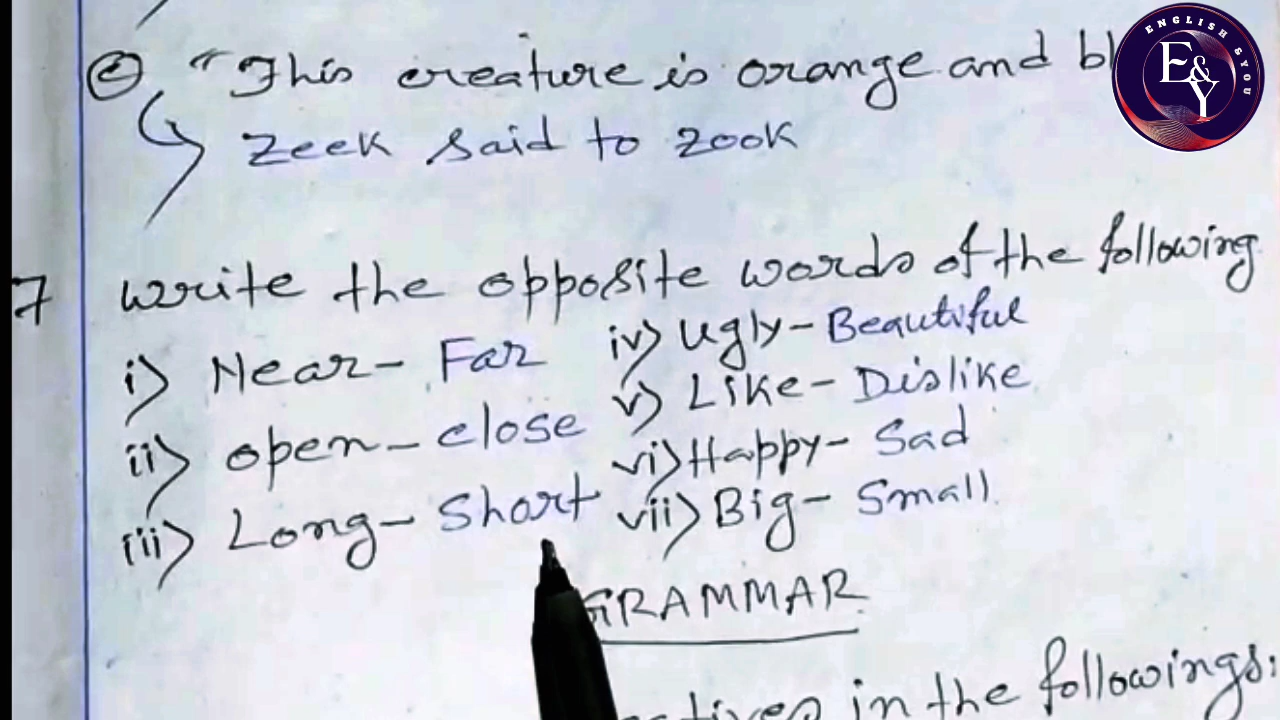 ENGLISH & YOU
E&Y
e "This creature is orange and
Zeek said to Zook
7 Write the opposite words of the following
i) Near- Far iv) Ugly- Beautiful
ii) open- close v) Like- Dislike
iii) Long- Short vi) Happy- Sad
vii) Big- Small
GRAMMAR
in the followings: